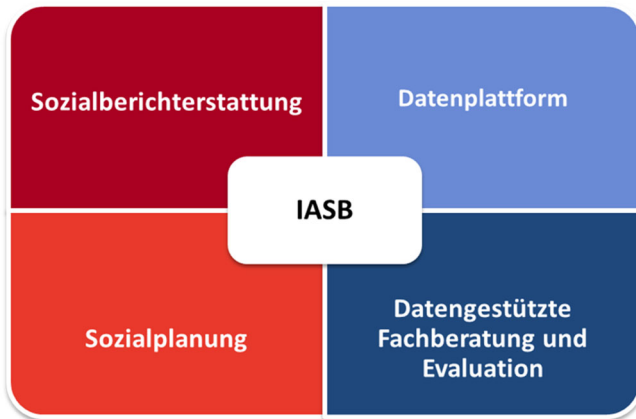 Sozialberichterstattung
Datenplattform
IASB
Sozialplanung
Datengestützte
Fachberatung und
Evaluation